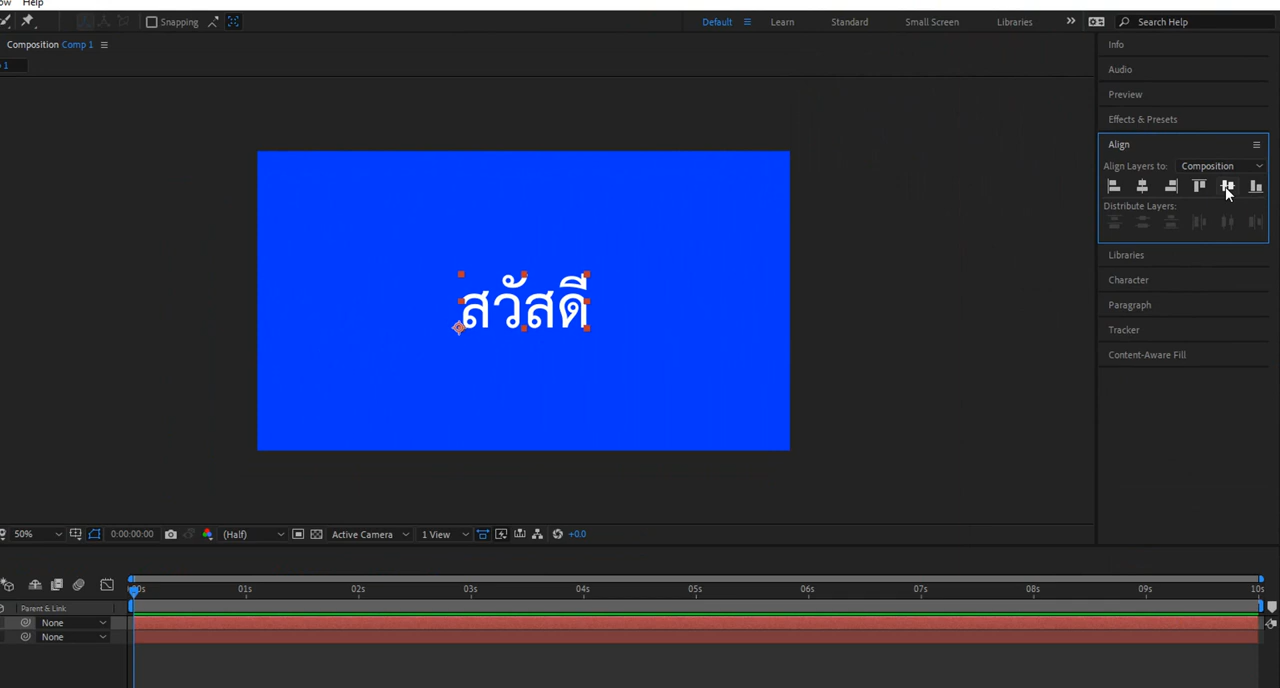 Help
Snapping
Default
Learn
Standard
Small Screen
Libraries
Search Help
Composition Comp 1
1
Info
Audio
Preview
Effects & Presets
Align
Align Layers to: Composition
Distribute Layers:
Libraries
Character
Paragraph
Tracker
Content-Aware Fill
สวัสดี
50%
0:00:00:00
(Half)
Active Camera
1 View
+0.0
01s
02s
03s
04s
05s
06s
07s
08s
09s
10s
Parent & Link
None
None